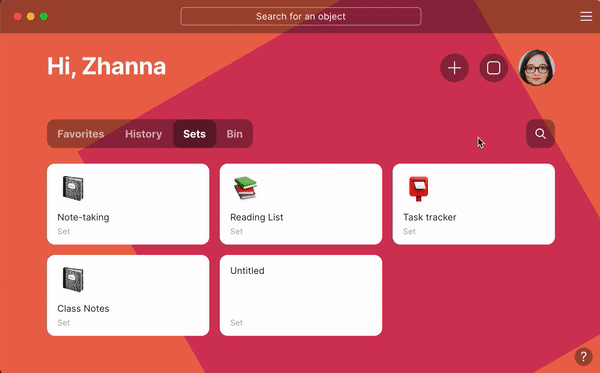 Search for an object
Hi, Zhanna
Favorites History Sets Bin
Note-taking
Set
Reading List
Set
Task tracker
Set
Class Notes
Set
Untitled
Set
?